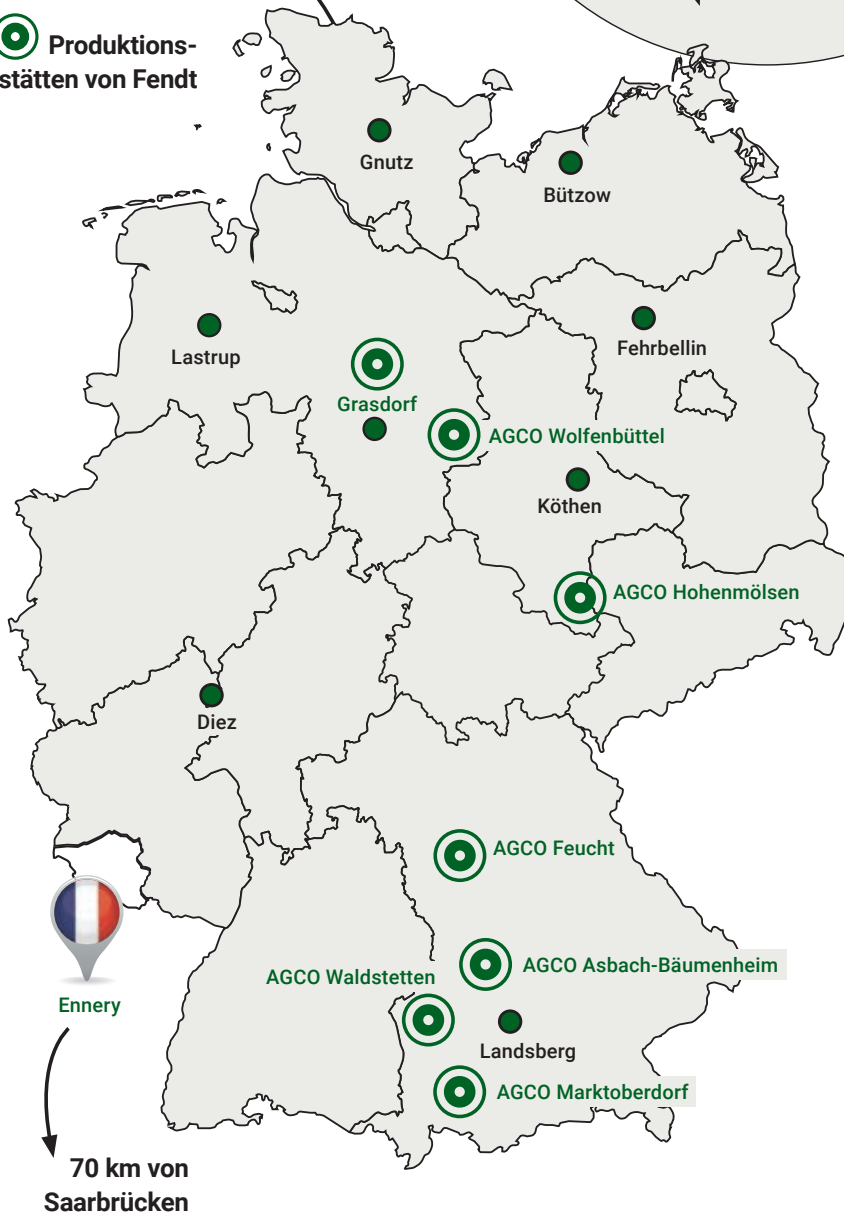 Produktions-
stätten von Fendt
Gnutz
Bützow
Lastrup
Fehrbellin
Grasdorf
AGCO Wolfenbüttel
Köthen
AGCO Hohenmölsen
Diez
AGCO Feucht
AGCO Waldstetten
AGCO Asbach-Bäumenheim
Ennery
Landsberg
AGCO Marktoberdorf
70 km von
Saarbrücken